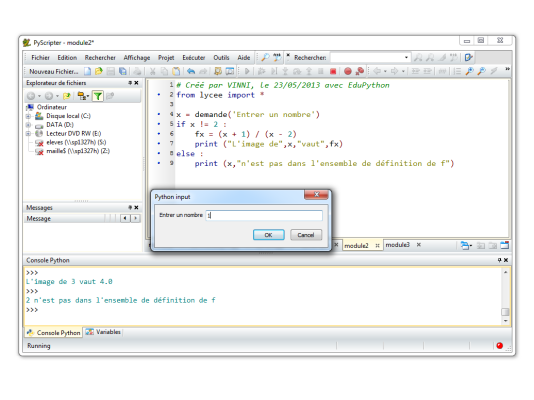 PyScripter - module2*
Fichier Edition Rechercher Affichage Projet Exécuter Outils Aide Rechercher:
Nouveau Fichier...
Explorateur de fichiers
Ordinateur
Disque local (C:)
DATA (D:)
Lecteur DVD RW (E:)
eleves (\\sp1327h) (S:)
maille$ (\\sp1327h) (Z:)
1 # Créé par VINNI, le 23/05/2013 avec EduPython
2 from lycee import *
3
4 x = demande('Entrer un nombre')
5 if x != 2 :
6 fx = (x + 1) / (x - 2)
7 print ("L'image de",x,"vaut",fx)
8 else :
9 print (x,"n'est pas dans l'ensemble de définition de f")
Python input
Entrer un nombre
OK Cancel
Messages
Message
module2 module3
Console Python
>>>
L'image de 3 vaut 4.0
>>>
2 n'est pas dans l'ensemble de définition de f
>>>
Console Python Variables
Running